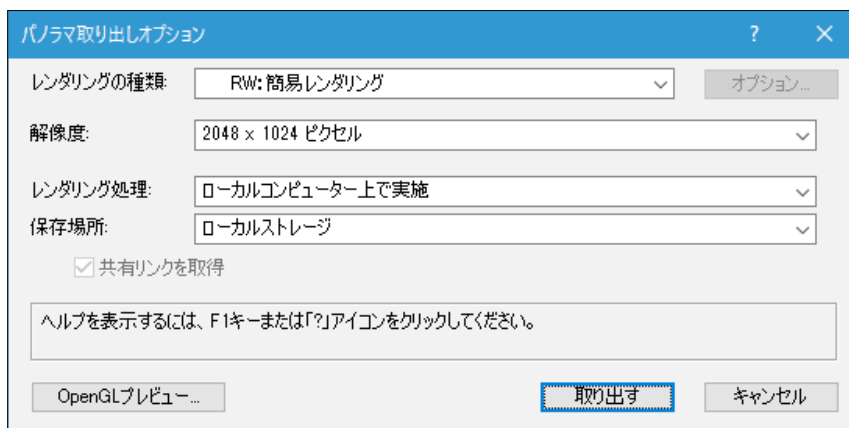 パノラマ取り出しオプション ?
レンダリングの種類: RW:簡易レンダリング オプション...
解像度: 2048 x 1024 ピクセル
レンダリング処理: ローカルコンピューター上で実施
保存場所: ローカルストレージ
共有リンクを取得
ヘルプを表示するには、F1キーまたは「?」アイコンをクリックしてください。
OpenGLプレビュー... 取り出す キャンセル